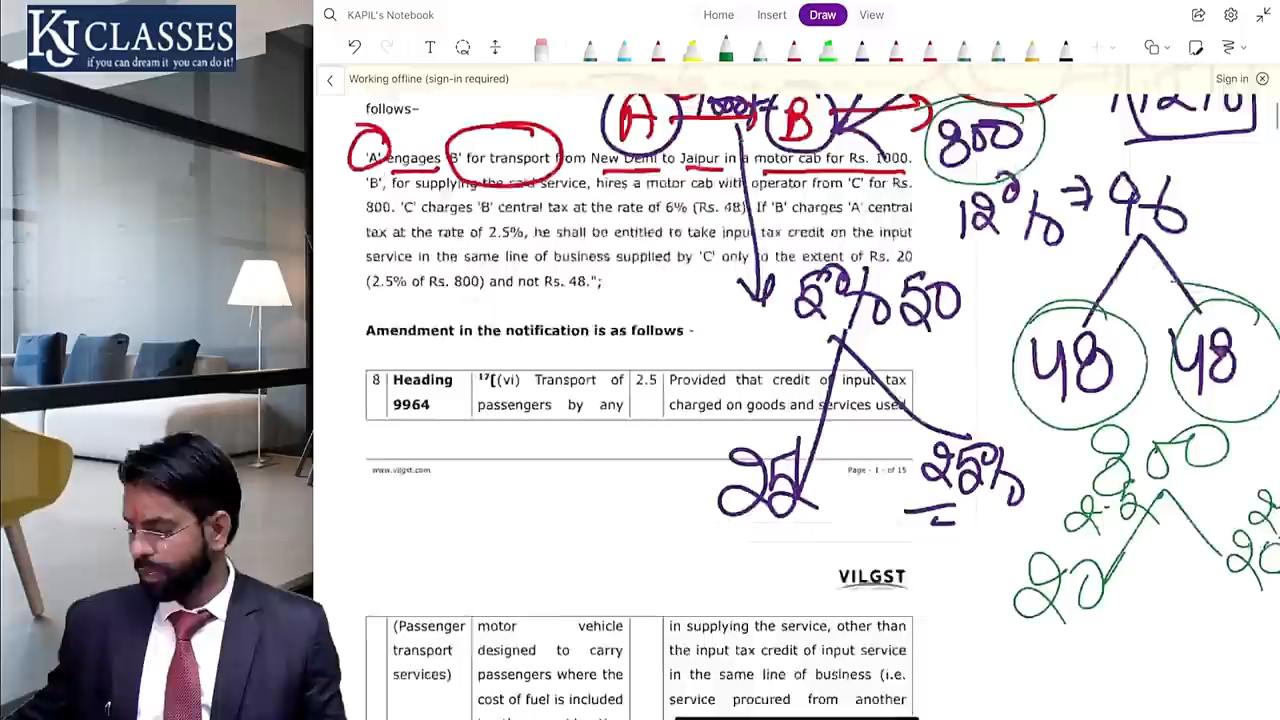 KJ CLASSES
if you can dream it you can do it!
KAPIL's Notebook
Home Insert Draw View
Working offline (sign-in required)
Sign in
follows-
A 1000/- B
800
12%
'A' engages 'B' for transport from New Delhi to Jaipur in a motor cab for Rs. 1000.
'B', for supplying the said service, hires a motor cab with operator from 'C' for Rs.
800. 'C' charges 'B' central tax at the rate of 6% (Rs. 48). If 'B' charges 'A' central
tax at the rate of 2.5%, he shall be entitled to take input tax credit on the input
service in the same line of business supplied by 'C' only to the extent of Rs. 20
(2.5% of Rs. 800) and not Rs. 48.";
12% ⇒ 96
5% 50
48 48
Amendment in the notification is as follows -
8 Heading 17[(vi) Transport of 2.5 Provided that credit of input tax
9964 passengers by any charged on goods and services used
25 25%
800
2.5
20 20
www.vilgst.com Page - 1 - of 15
VILGST
(Passenger motor vehicle in supplying the service, other than
transport designed to carry the input tax credit of input service
services) passengers where the in the same line of business (i.e.
cost of fuel is included service procured from another